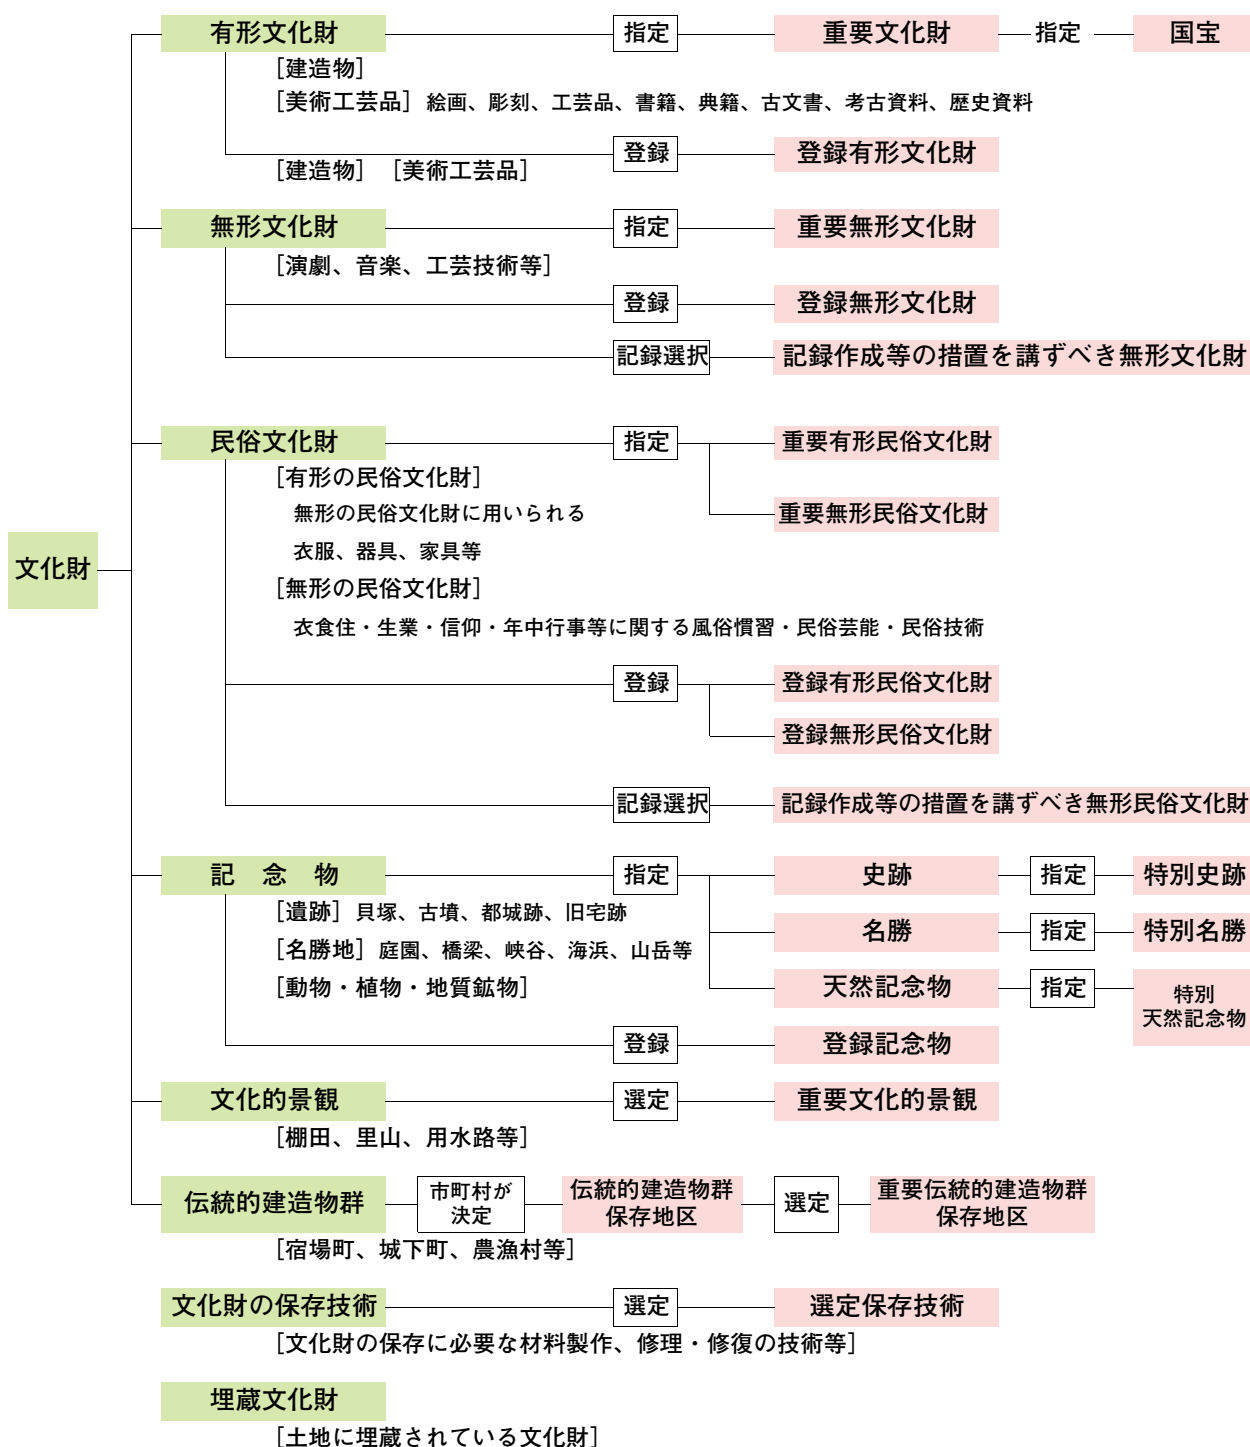 有形文化財 指定 重要文化財 指定 国宝
［建造物］
［美術工芸品］絵画、彫刻、工芸品、書籍、典籍、古文書、考古資料、歴史資料
登録 登録有形文化財
［建造物］［美術工芸品］
無形文化財 指定 重要無形文化財
［演劇、音楽、工芸技術等］
登録 登録無形文化財
記録選択 記録作成等の措置を講ずべき無形文化財
民俗文化財 指定 重要有形民俗文化財
［有形の民俗文化財］
無形の民俗文化財に用いられる
重要無形民俗文化財
衣服、器具、家具等
文化財
［無形の民俗文化財］
衣食住・生業・信仰・年中行事等に関する風俗慣習・民俗芸能・民俗技術
登録 登録有形民俗文化財
登録無形民俗文化財
記録選択 記録作成等の措置を講ずべき無形民俗文化財
記　念　物 指定 史跡 指定 特別史跡
［遺跡］貝塚、古墳、都城跡、旧宅跡
名勝 指定 特別名勝
［名勝地］庭園、橋梁、峡谷、海浜、山岳等
［動物・植物・地質鉱物］
天然記念物 指定 特別
天然記念物
登録 登録記念物
文化的景観 選定 重要文化的景観
［棚田、里山、用水路等］
伝統的建造物群
市町村が
決定
伝統的建造物群
保存地区
選定
重要伝統的建造物群
保存地区
［宿場町、城下町、農漁村等］
文化財の保存技術 選定 選定保存技術
［文化財の保存に必要な材料製作、修理・修復の技術等］
埋蔵文化財
［土地に埋蔵されている文化財］